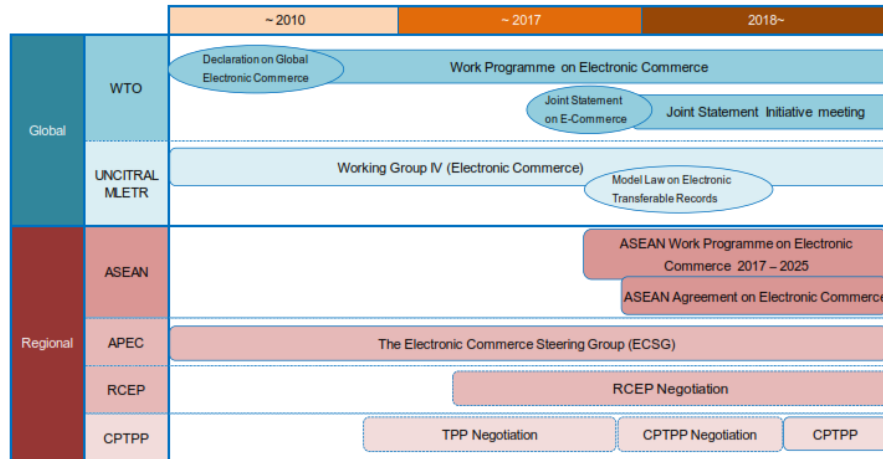 ~ 2010
~ 2017
2018~
Global
WTO
Declaration on Global
Electronic Commerce
Work Programme on Electronic Commerce
Joint Statement
on E-Commerce
Joint Statement Initiative meeting
UNCITRAL
MLETR
Working Group IV (Electronic Commerce)
Model Law on Electronic
Transferable Records
Regional
ASEAN
ASEAN Work Programme on Electronic
Commerce 2017 – 2025
ASEAN Agreement on Electronic Commerce
APEC
The Electronic Commerce Steering Group (ECSG)
RCEP
RCEP Negotiation
CPTPP
TPP Negotiation
CPTPP Negotiation
CPTPP